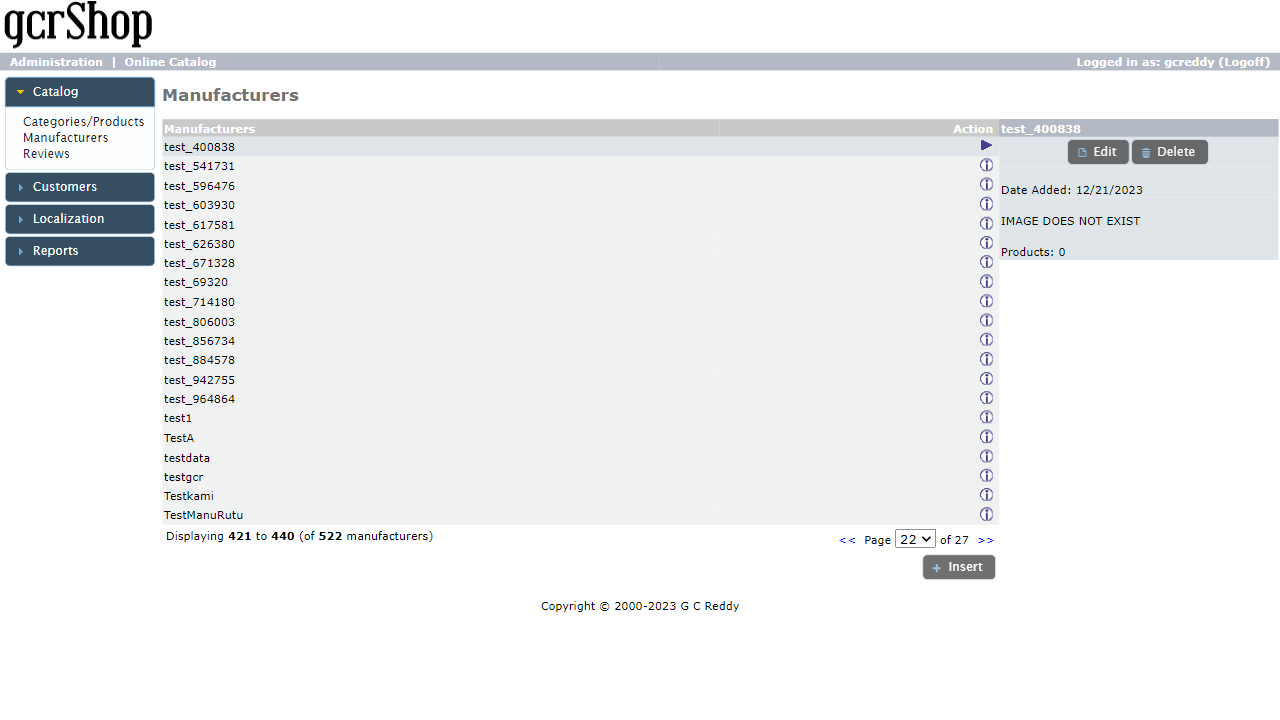 gcrShop
Administration | Online Catalog
Logged in as: gcreddy (Logoff)
Catalog
Categories/Products
Manufacturers
Reviews
Customers
Localization
Reports
Manufacturers
Manufacturers Action
test_400838
test_541731
test_596476
test_603930
test_617581
test_626380
test_671328
test_69320
test_714180
test_806003
test_856734
test_884578
test_942755
test_964864
test1
TestA
testdata
testgcr
Testkami
TestManuRutu
Displaying 421 to 440 (of 522 manufacturers)
<< Page 22 of 27 >>
Insert
test_400838
Edit Delete
Date Added: 12/21/2023
IMAGE DOES NOT EXIST
Products: 0
Copyright © 2000-2023 G C Reddy